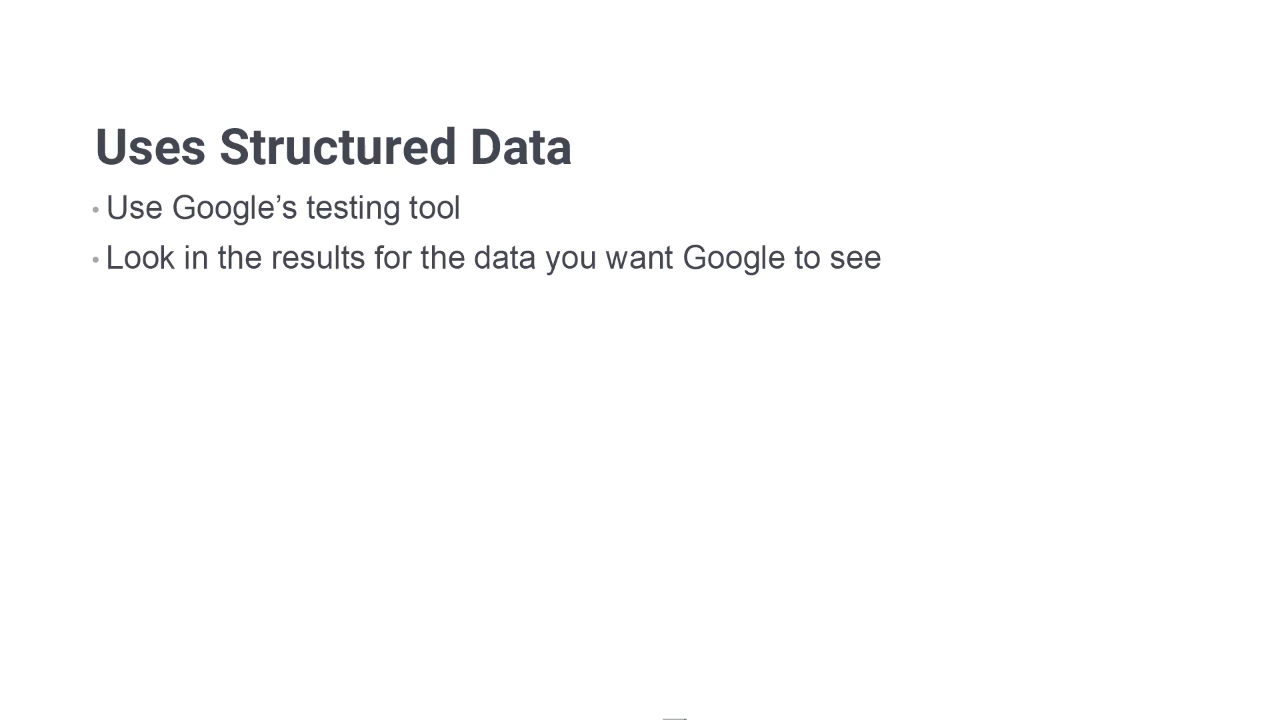 Uses Structured Data
• Use Google’s testing tool
• Look in the results for the data you want Google to see